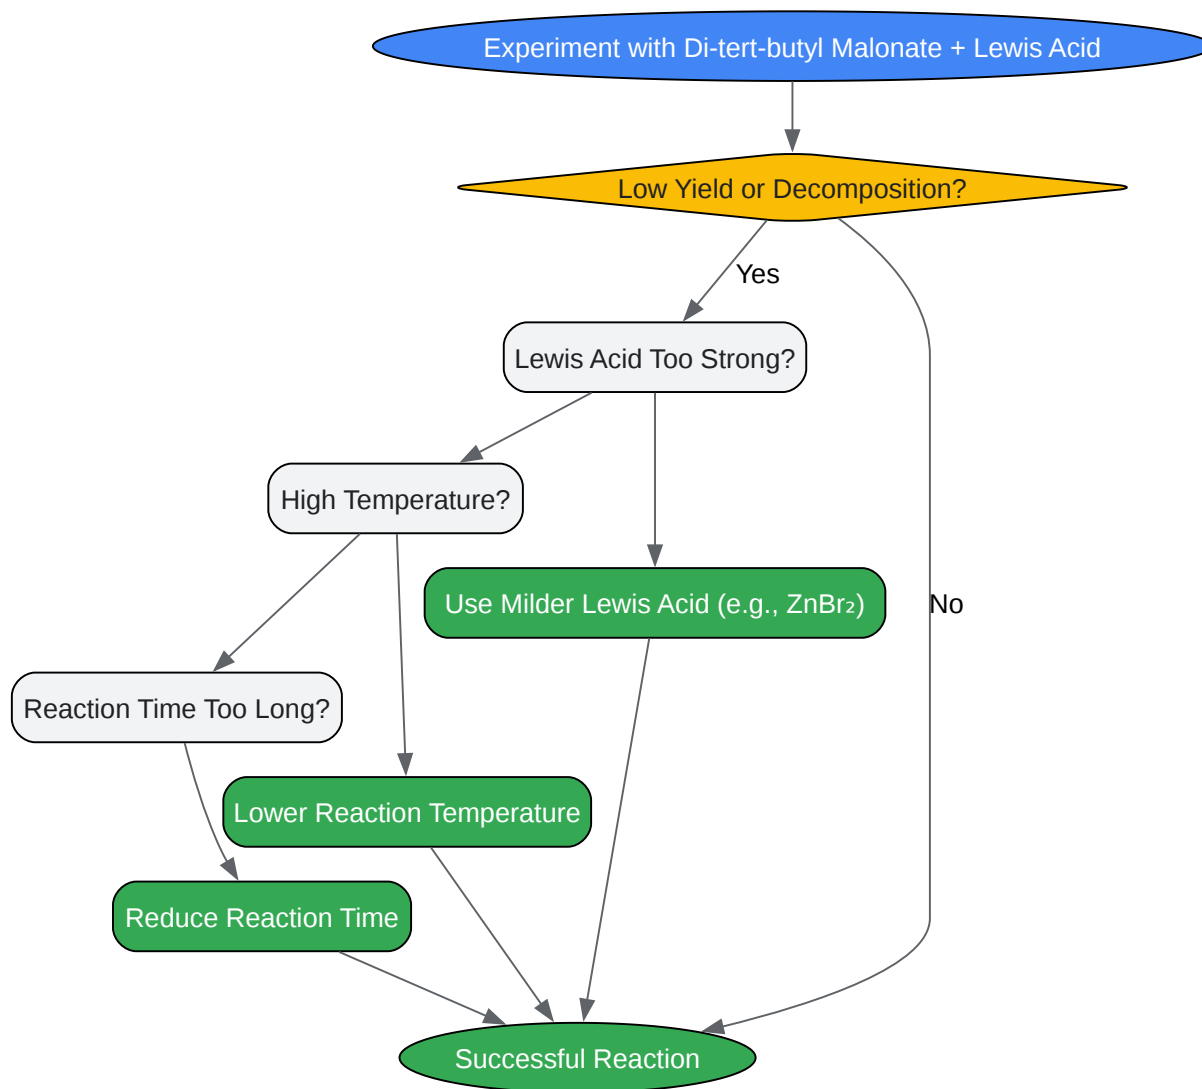 Experiment with Di-tert-butyl Malonate + Lewis Acid
Low Yield or Decomposition?
Yes
Lewis Acid Too Strong?
High Temperature?
Use Milder Lewis Acid (e.g., ZnBr₂)
No
Reaction Time Too Long?
Lower Reaction Temperature
Reduce Reaction Time
Successful Reaction